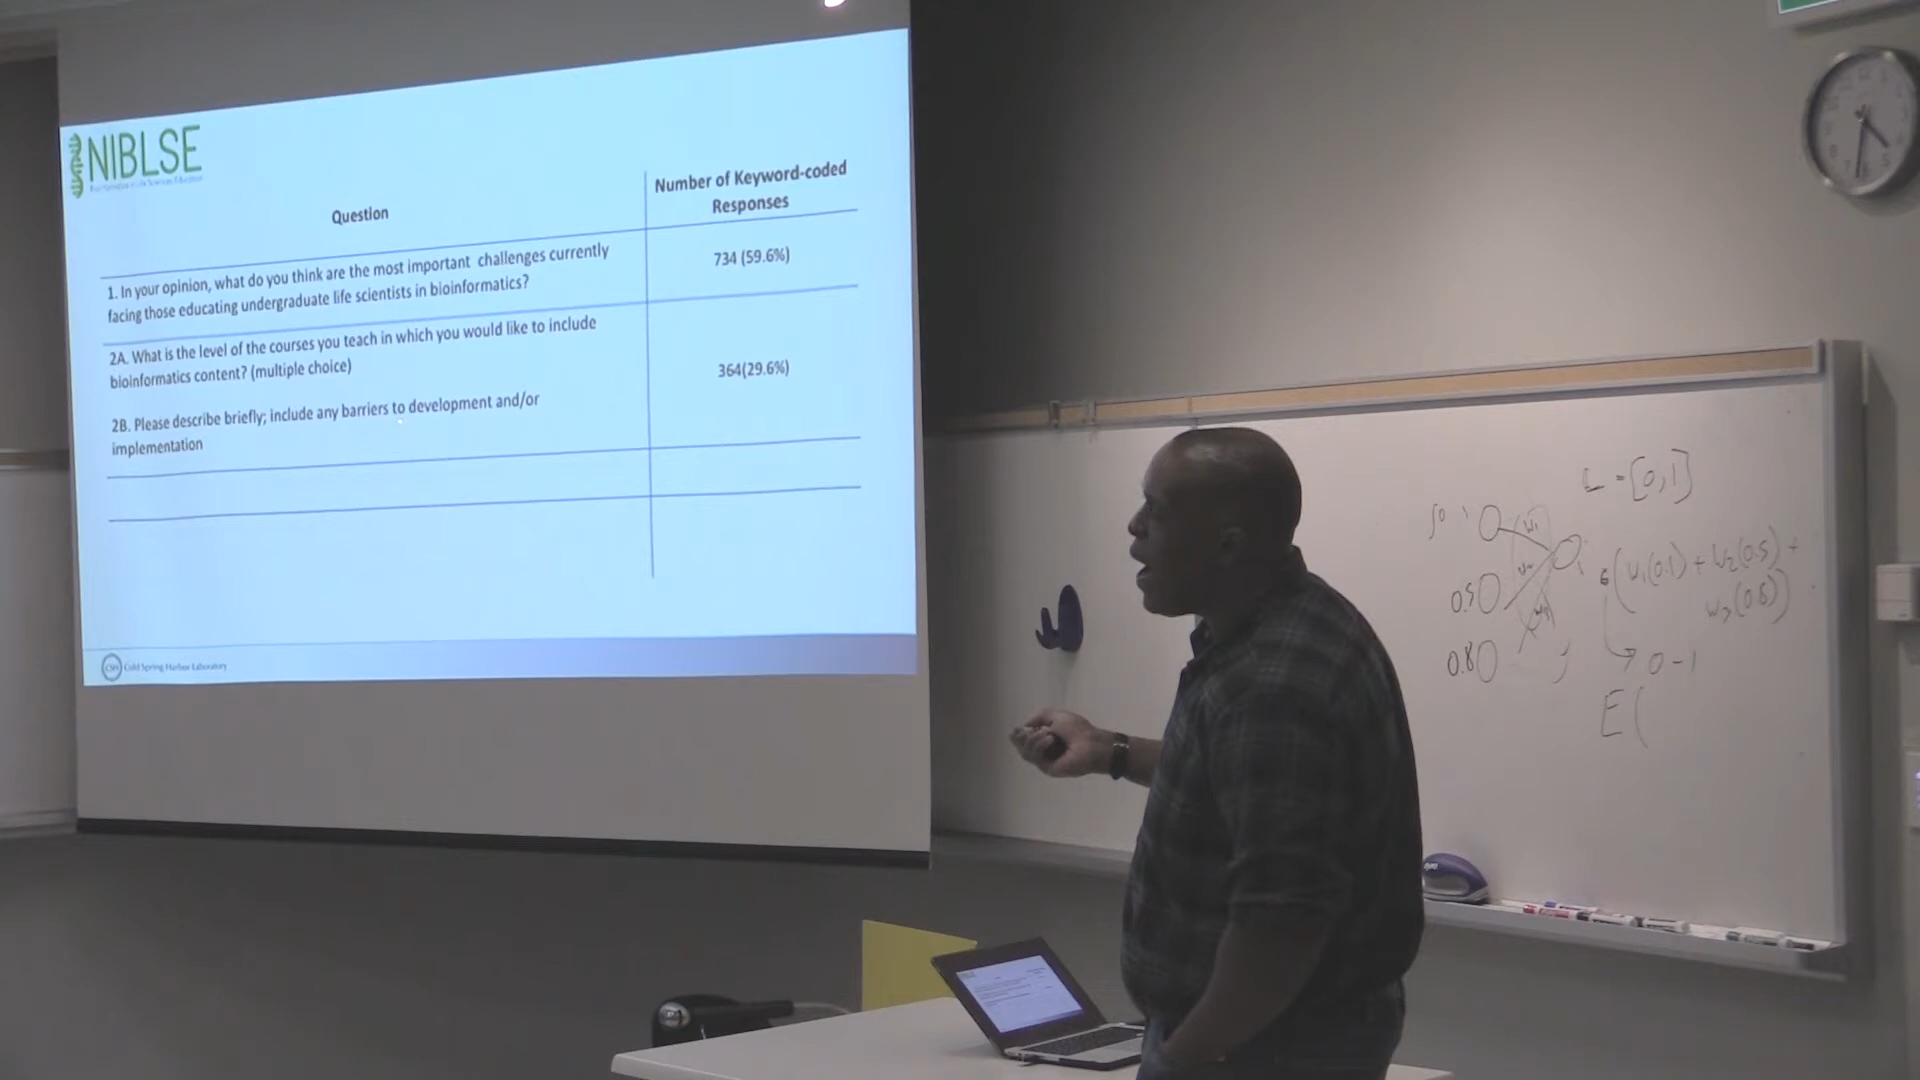 NIBLSE
Question
Number of Keyword-coded
Responses
1. In your opinion, what do you think are the most important challenges currently
facing those educating undergraduate life scientists in bioinformatics?
734 (59.6%)
2A. What is the level of the courses you teach in which you would like to include
bioinformatics content? (multiple choice)
364(29.6%)
2B. Please describe briefly; include any barriers to development and/or
implementation
CSH Cold Spring Harbor Laboratory
L = [0,1]
W1
0.5
0.8
(W1(0.1) + W2(0.5) +
W3(0.8))
0-1
E(